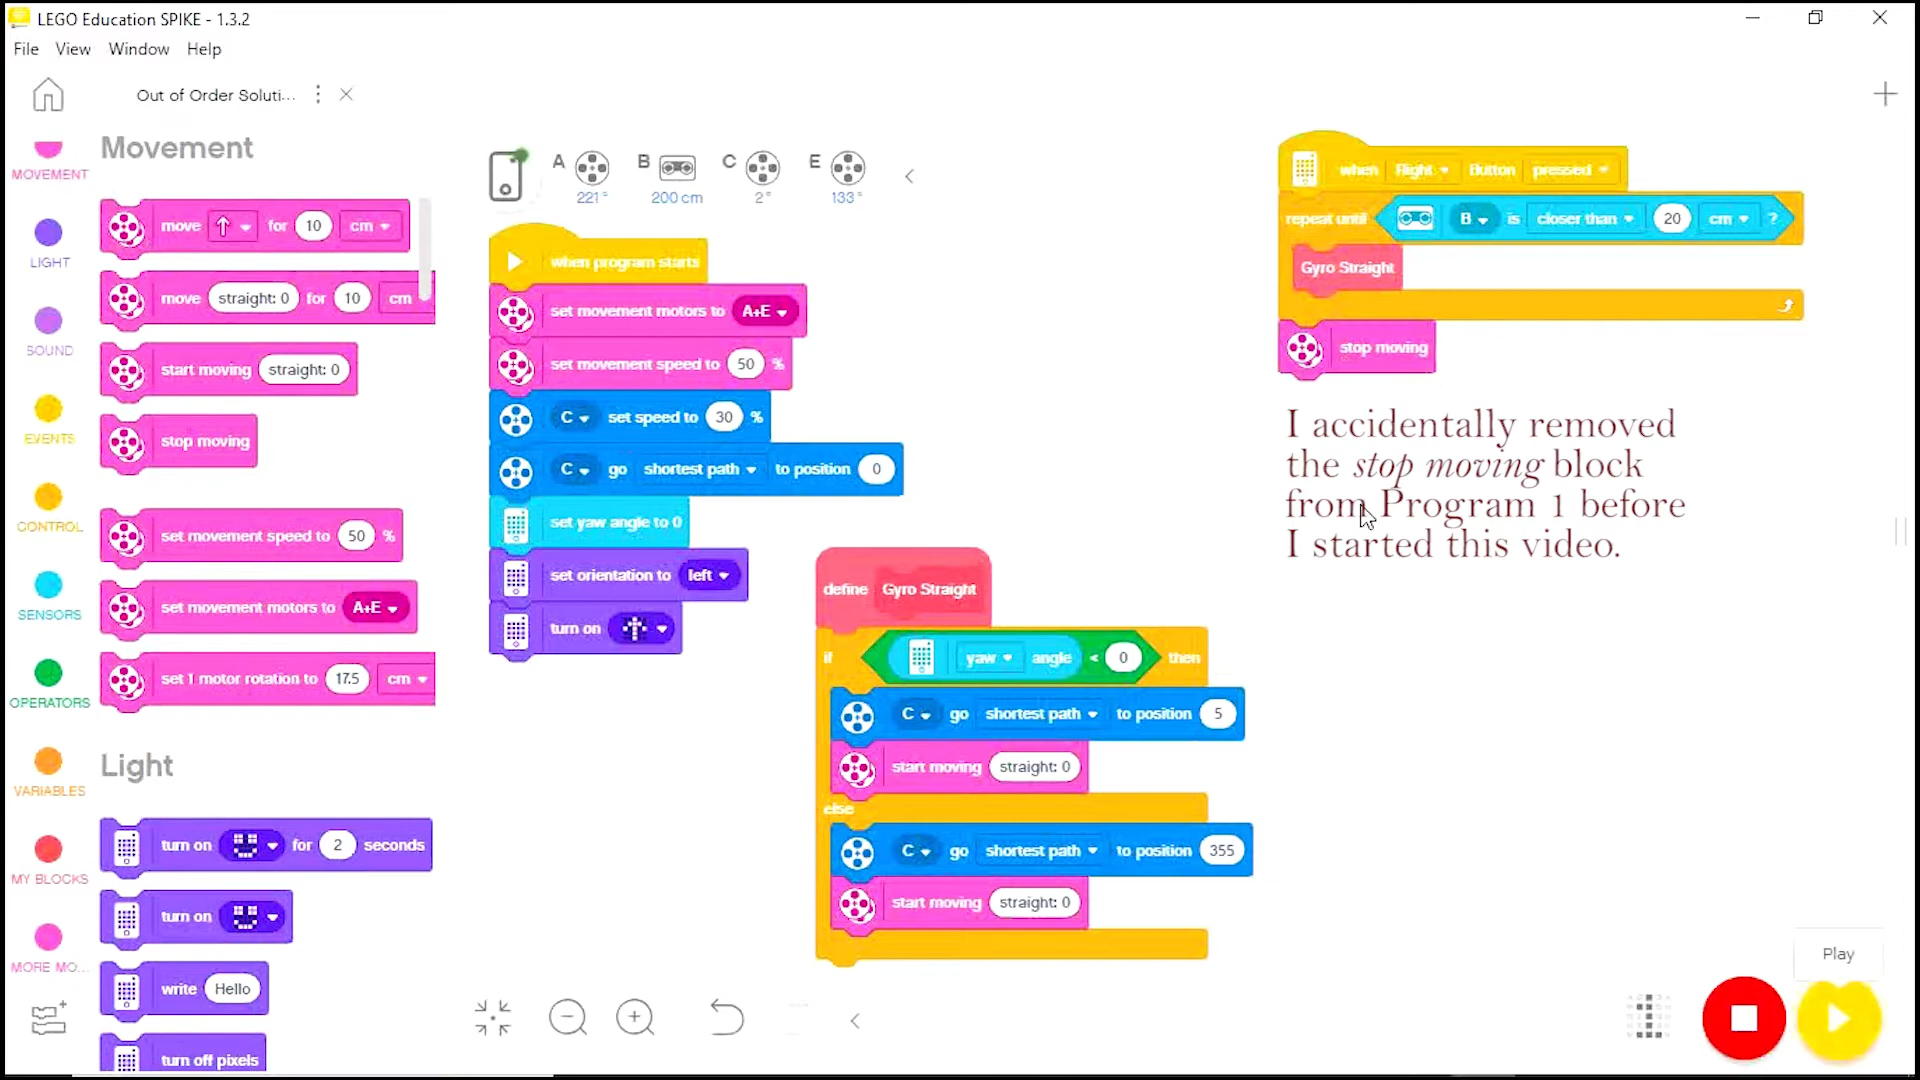 LEGO Education SPIKE - 1.3.2
File View Window Help
Out of Order Soluti...
MOVEMENT
LIGHT
SOUND
EVENTS
CONTROL
SENSORS
OPERATORS
VARIABLES
MY BLOCKS
MORE MO...
Movement
move for 10 cm
move straight: 0 for 10 cm
start moving straight: 0
stop moving
set movement speed to 50 %
set movement motors to A+E
set 1 motor rotation to 17.5 cm
Light
turn on for 2 seconds
turn on
write Hello
turn off pixels
A B C E
221° 200 cm 2° 133°
when program starts
set movement motors to A+E
set movement speed to 50 %
C set speed to 30 %
C go shortest path to position 0
set yaw angle to 0
set orientation to left
turn on
define Gyro Straight
if yaw angle < 0 then
C go shortest path to position 5
start moving straight: 0
else
C go shortest path to position 355
start moving straight: 0
when Right Button pressed
repeat until B is closer than 20 cm ?
Gyro Straight
stop moving
I accidentally removed
the stop moving block
from Program 1 before
I started this video.
Play